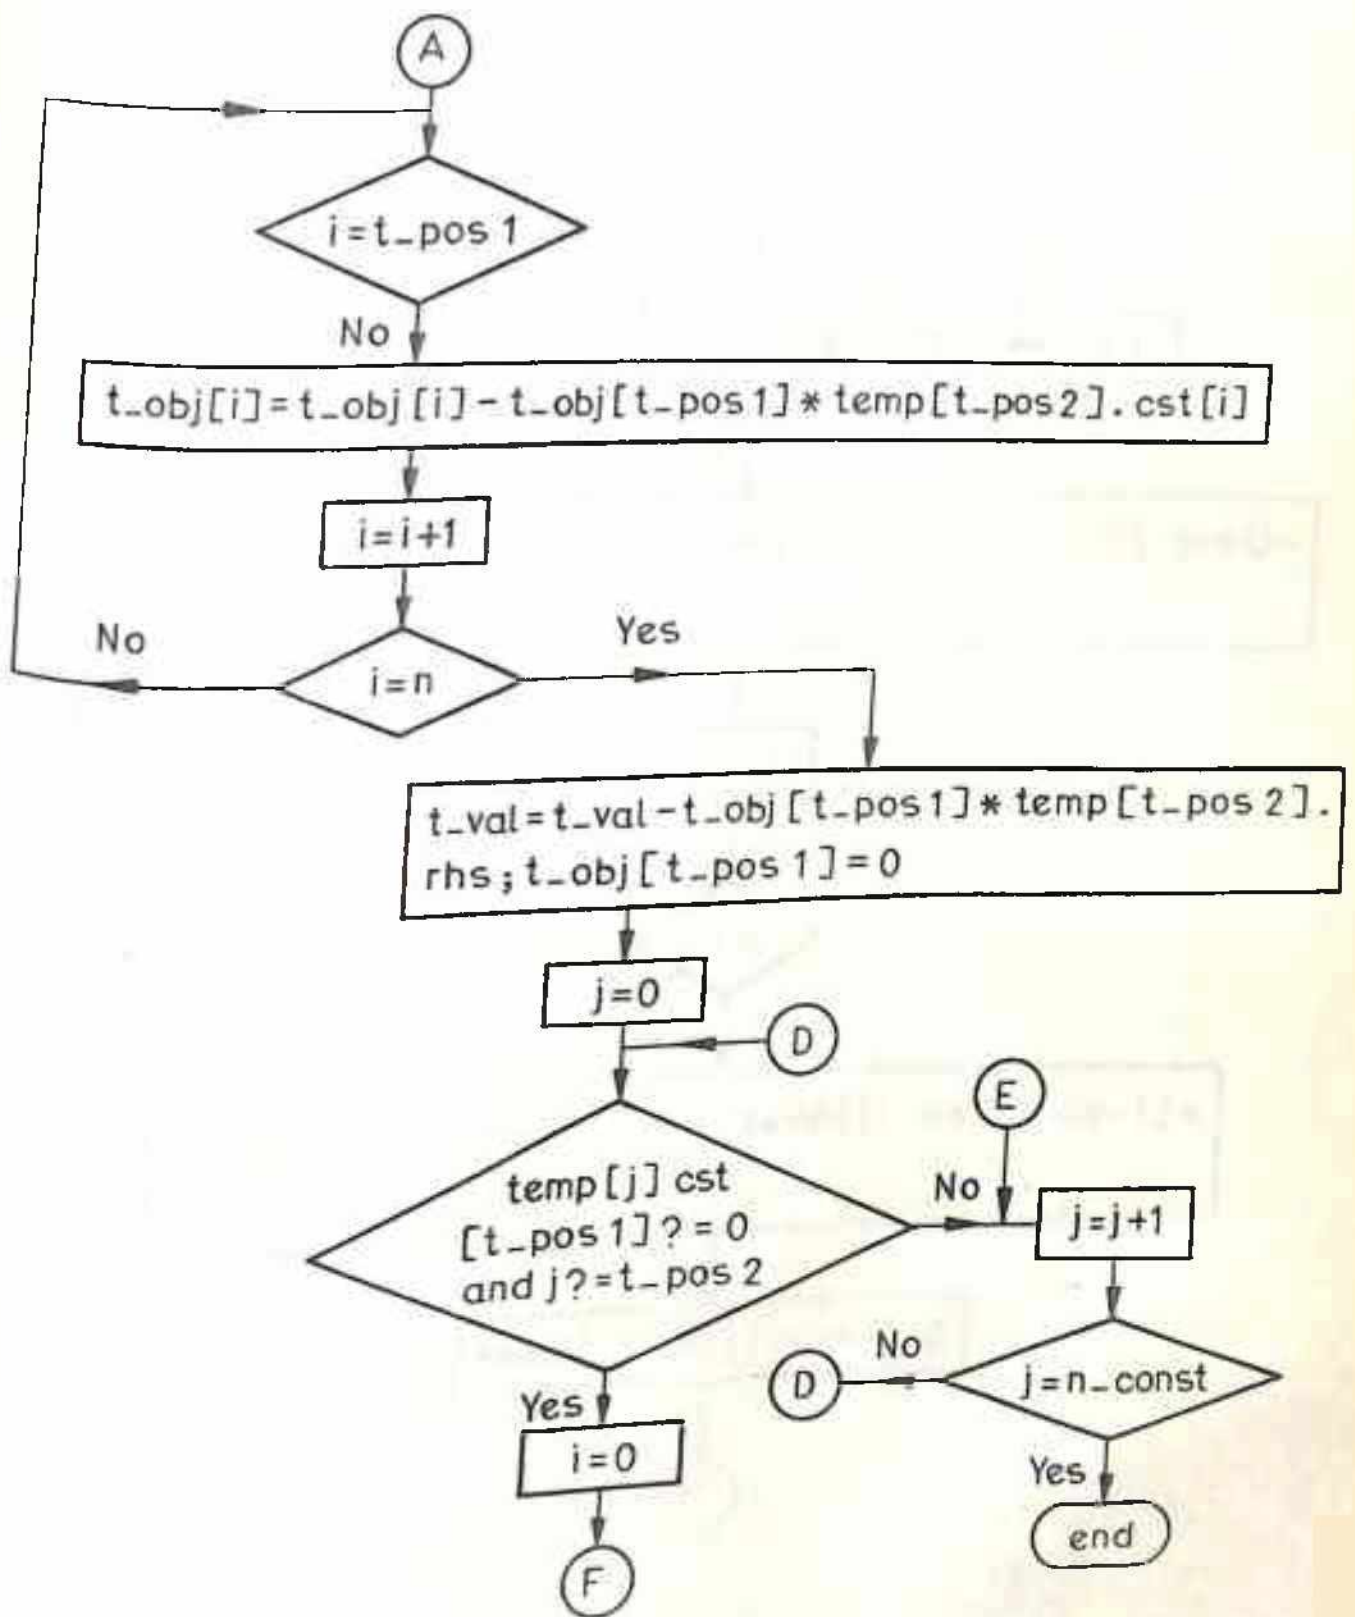 A
i=t_pos 1
No
t_obj[i]=t_obj[i]-t_obj[t_pos1]*temp[t_pos2].cst[i]
i=i+1
No
Yes
i=n
t_val=t_val-t_obj[t_pos1]*temp[t_pos 2].
rhs;t_obj[t_pos 1]=0
j=0
D
E
temp[j] cst
[t_pos 1]?=0
and j?=t_pos 2
No
j=j+1
No
D
j=n_const
Yes
i=0
Yes
end
F